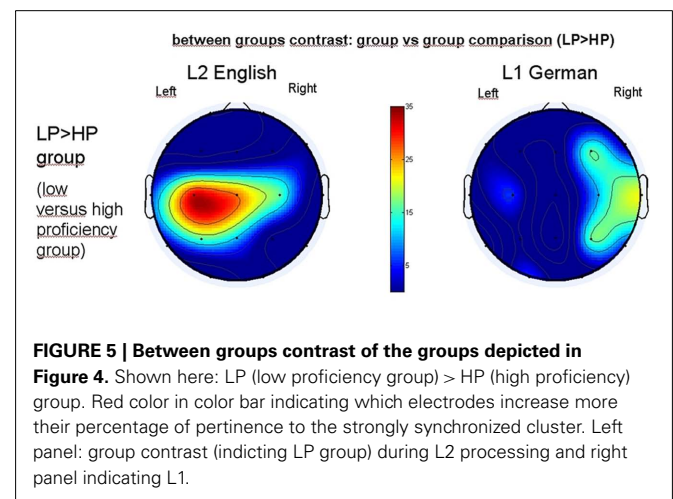 between groups contrast: group vs group comparison (LP>HP)
L2 English
L1 German
Left
Right
Left
Right
LP>HP
group
(low
versus high
proficiency
group)
35
25
15
5
FIGURE 5 | Between groups contrast of the groups depicted in
Figure 4. Shown here: LP (low proficiency group) > HP (high proficiency)
group. Red color in color bar indicating which electrodes increase more
their percentage of pertinence to the strongly synchronized cluster. Left
panel: group contrast (indicting LP group) during L2 processing and right
panel indicating L1.